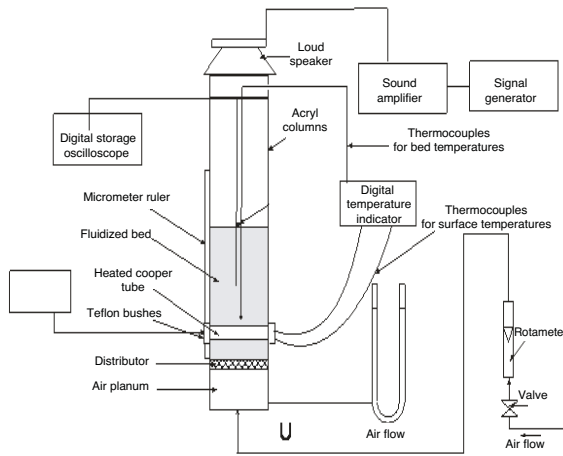 Loud
speaker
Sound
amplifier
Signal
generator
Acryl
columns
Digital storage
oscilloscope
Thermocouples
for bed temperatures
Micrometer ruler
Digital
temperature
indicator
Thermocouples
for surface temperatures
Fluidized bed
Heated cooper
tube
Teflon bushes
Rotamete
Distributor
Air planum
Valve
Air flow
Air flow